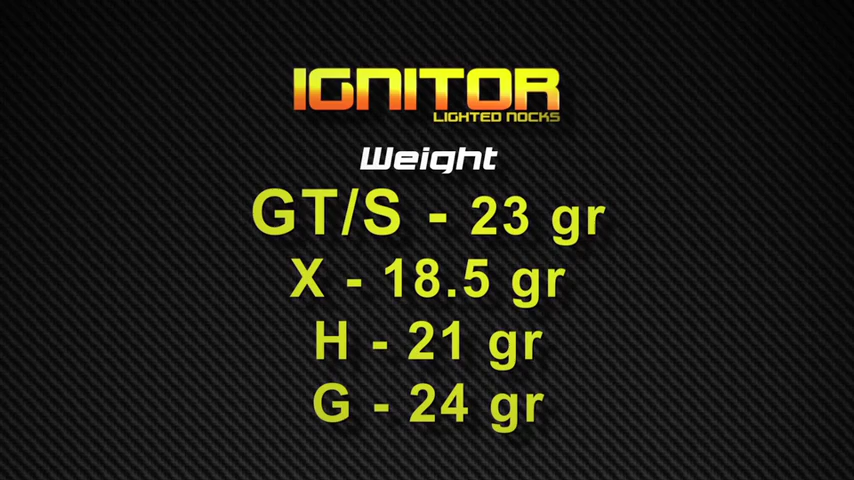 IGNITOR
LIGHTED NOCKS
Weight
GT/S - 23 gr
X - 18.5 gr
H - 21 gr
G - 24 gr